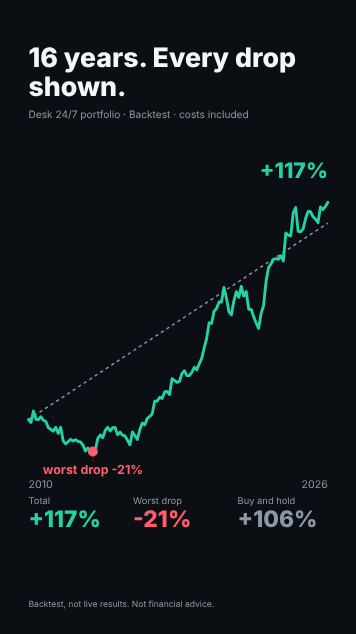 16 years. Every drop
shown.
Desk 24/7 portfolio · Backtest · costs included
+117%
worst drop -21%
2010 2026
Total Worst drop Buy and hold
+117% -21% +106%
Backtest, not live results. Not financial advice.